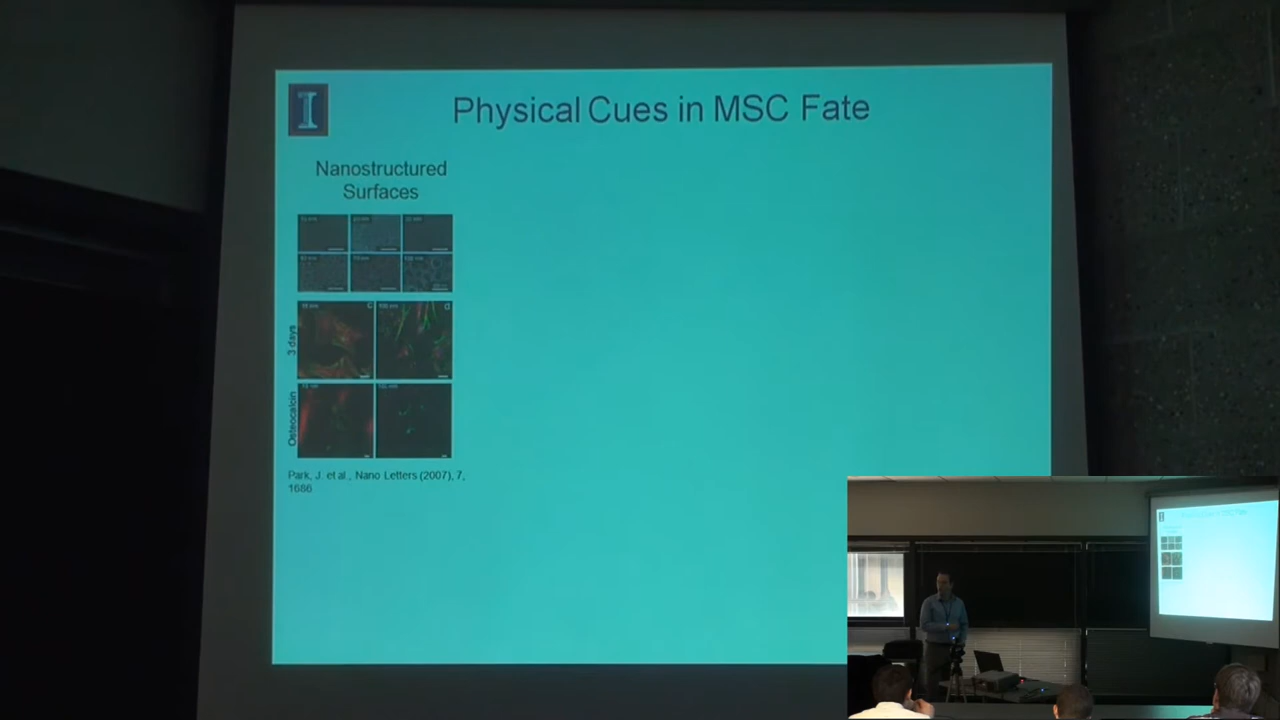 I
Physical Cues in MSC Fate
Nanostructured
Surfaces
3 days
Osteocalcin
Park, J. et al., Nano Letters (2007), 7,
1686